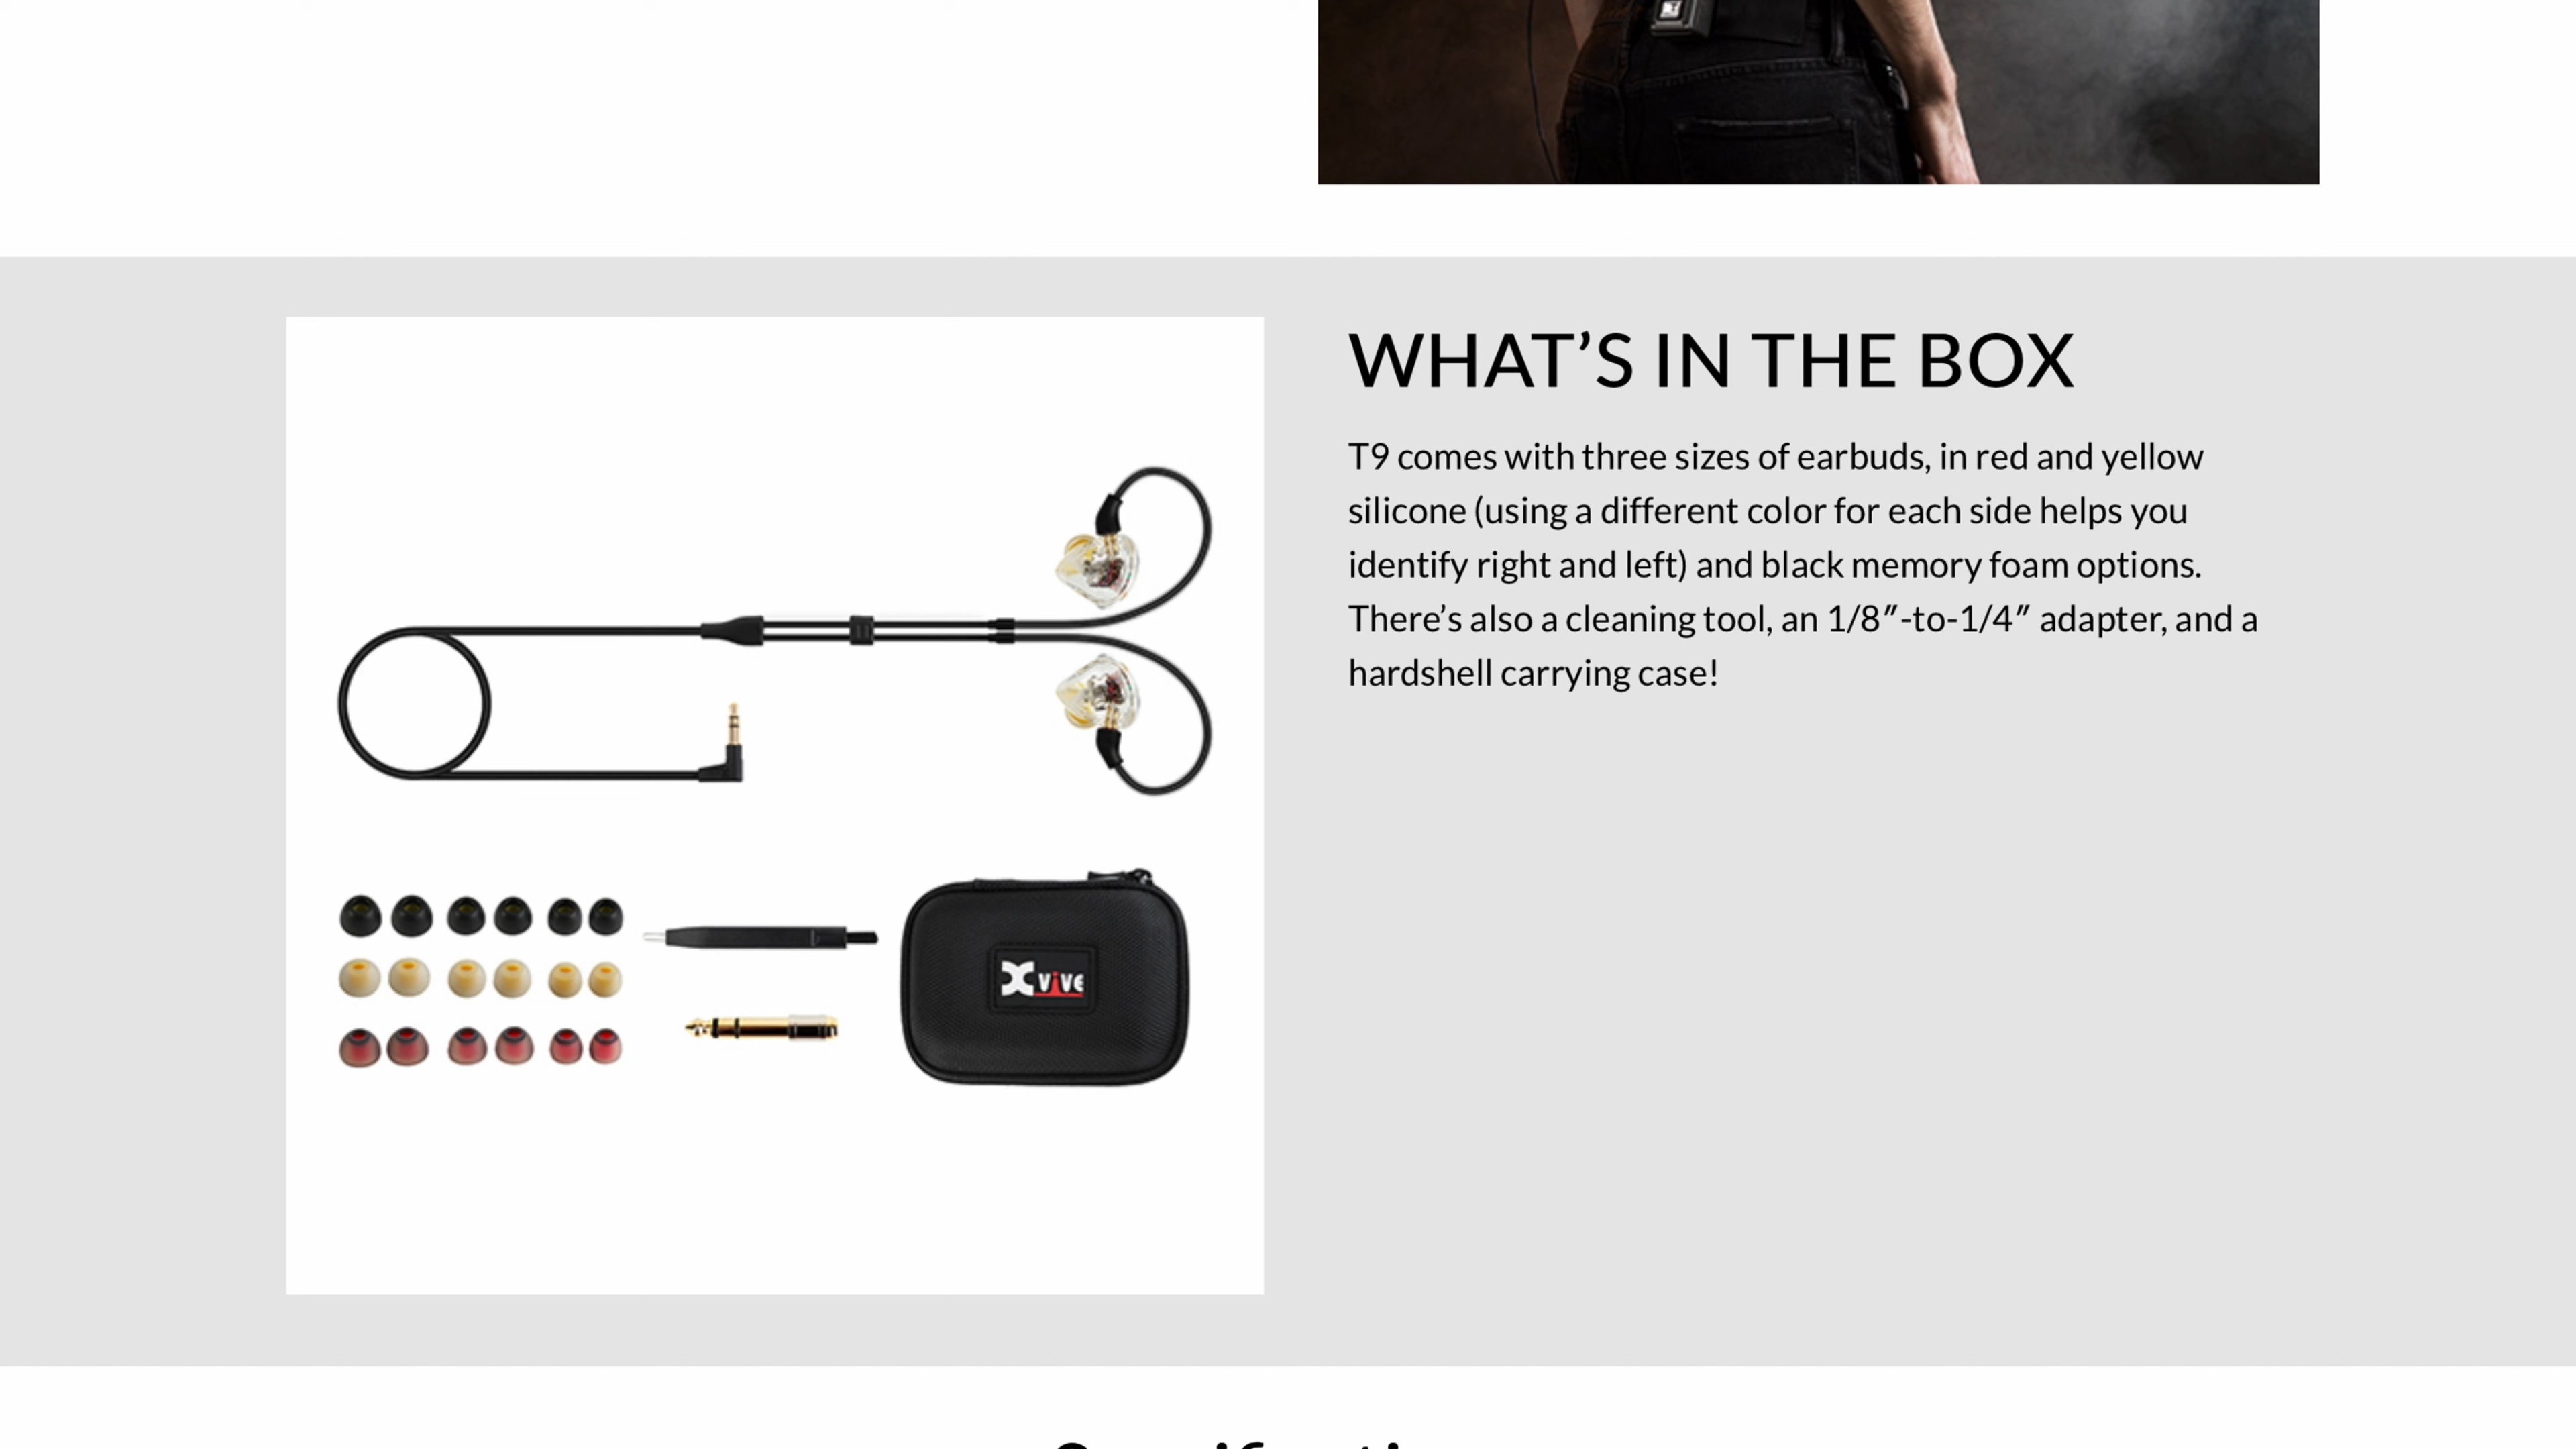 WHAT’S IN THE BOX
T9 comes with three sizes of earbuds, in red and yellow
silicone (using a different color for each side helps you
identify right and left) and black memory foam options.
There’s also a cleaning tool, an 1/8″-to-1/4″ adapter, and a
hardshell carrying case!
XVIVE